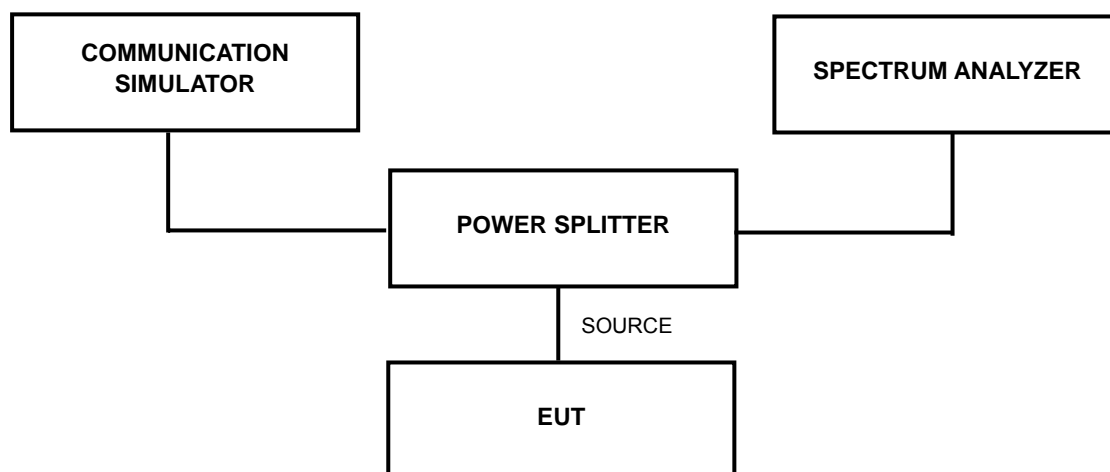 COMMUNICATION
SIMULATOR
SPECTRUM ANALYZER
POWER SPLITTER
SOURCE
EUT